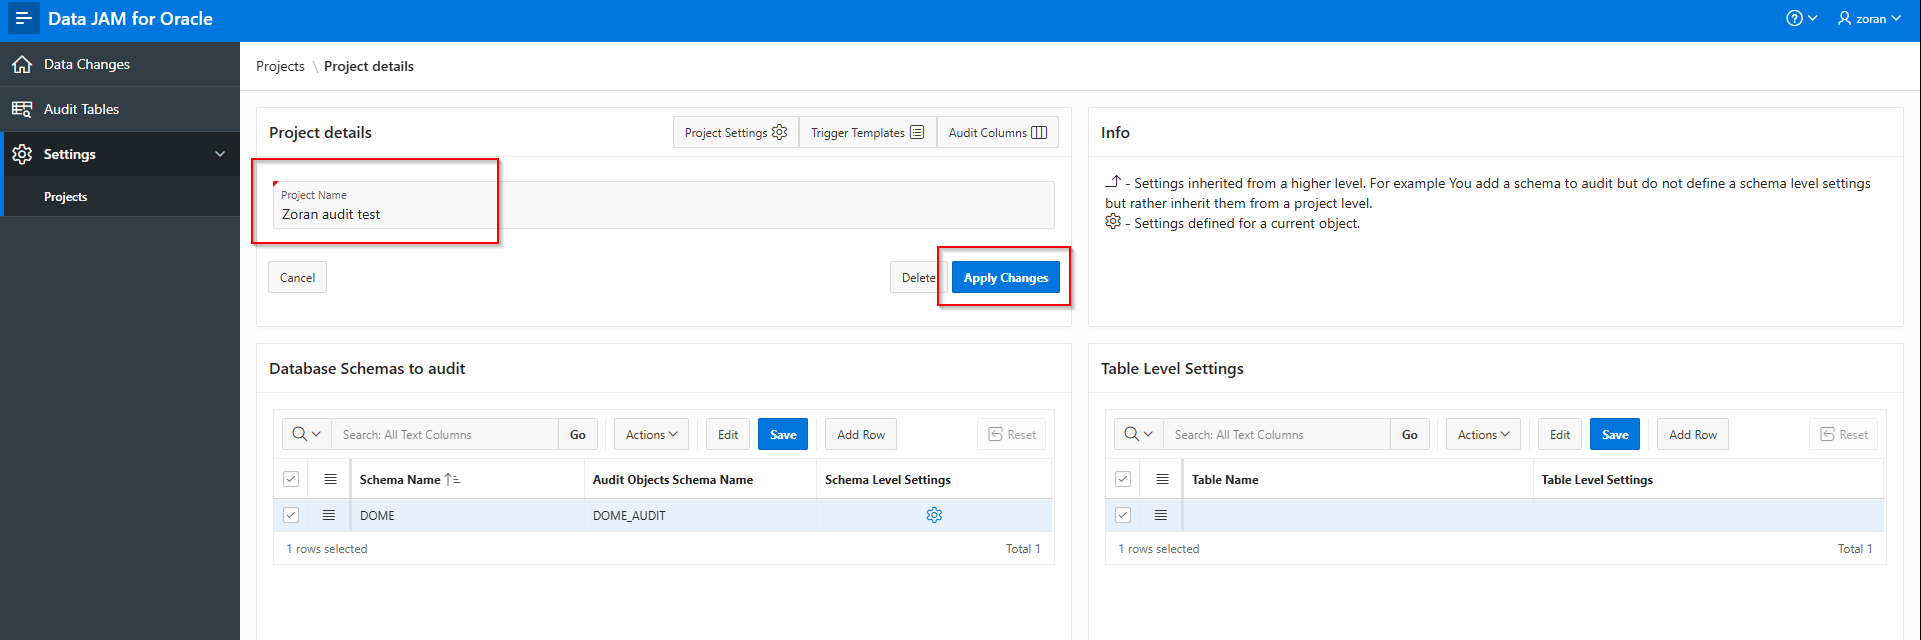 Data JAM for Oracle
zoran
Data Changes
Audit Tables
Settings
Projects
Projects \ Project details
Project details
Project Settings
Trigger Templates
Audit Columns
Project Name
Zoran audit test
Cancel
Delete
Apply Changes
Info
- Settings inherited from a higher level. For example You add a schema to audit but do not define a schema level settings
but rather inherit them from a project level.
- Settings defined for a current object.
Database Schemas to audit
Search: All Text Columns
Go
Actions
Edit
Save
Add Row
Reset
Schema Name
Audit Objects Schema Name
Schema Level Settings
DOME
DOME_AUDIT
1 rows selected
Total 1
Table Level Settings
Search: All Text Columns
Go
Actions
Edit
Save
Add Row
Reset
Table Name
Table Level Settings
1 rows selected
Total 1